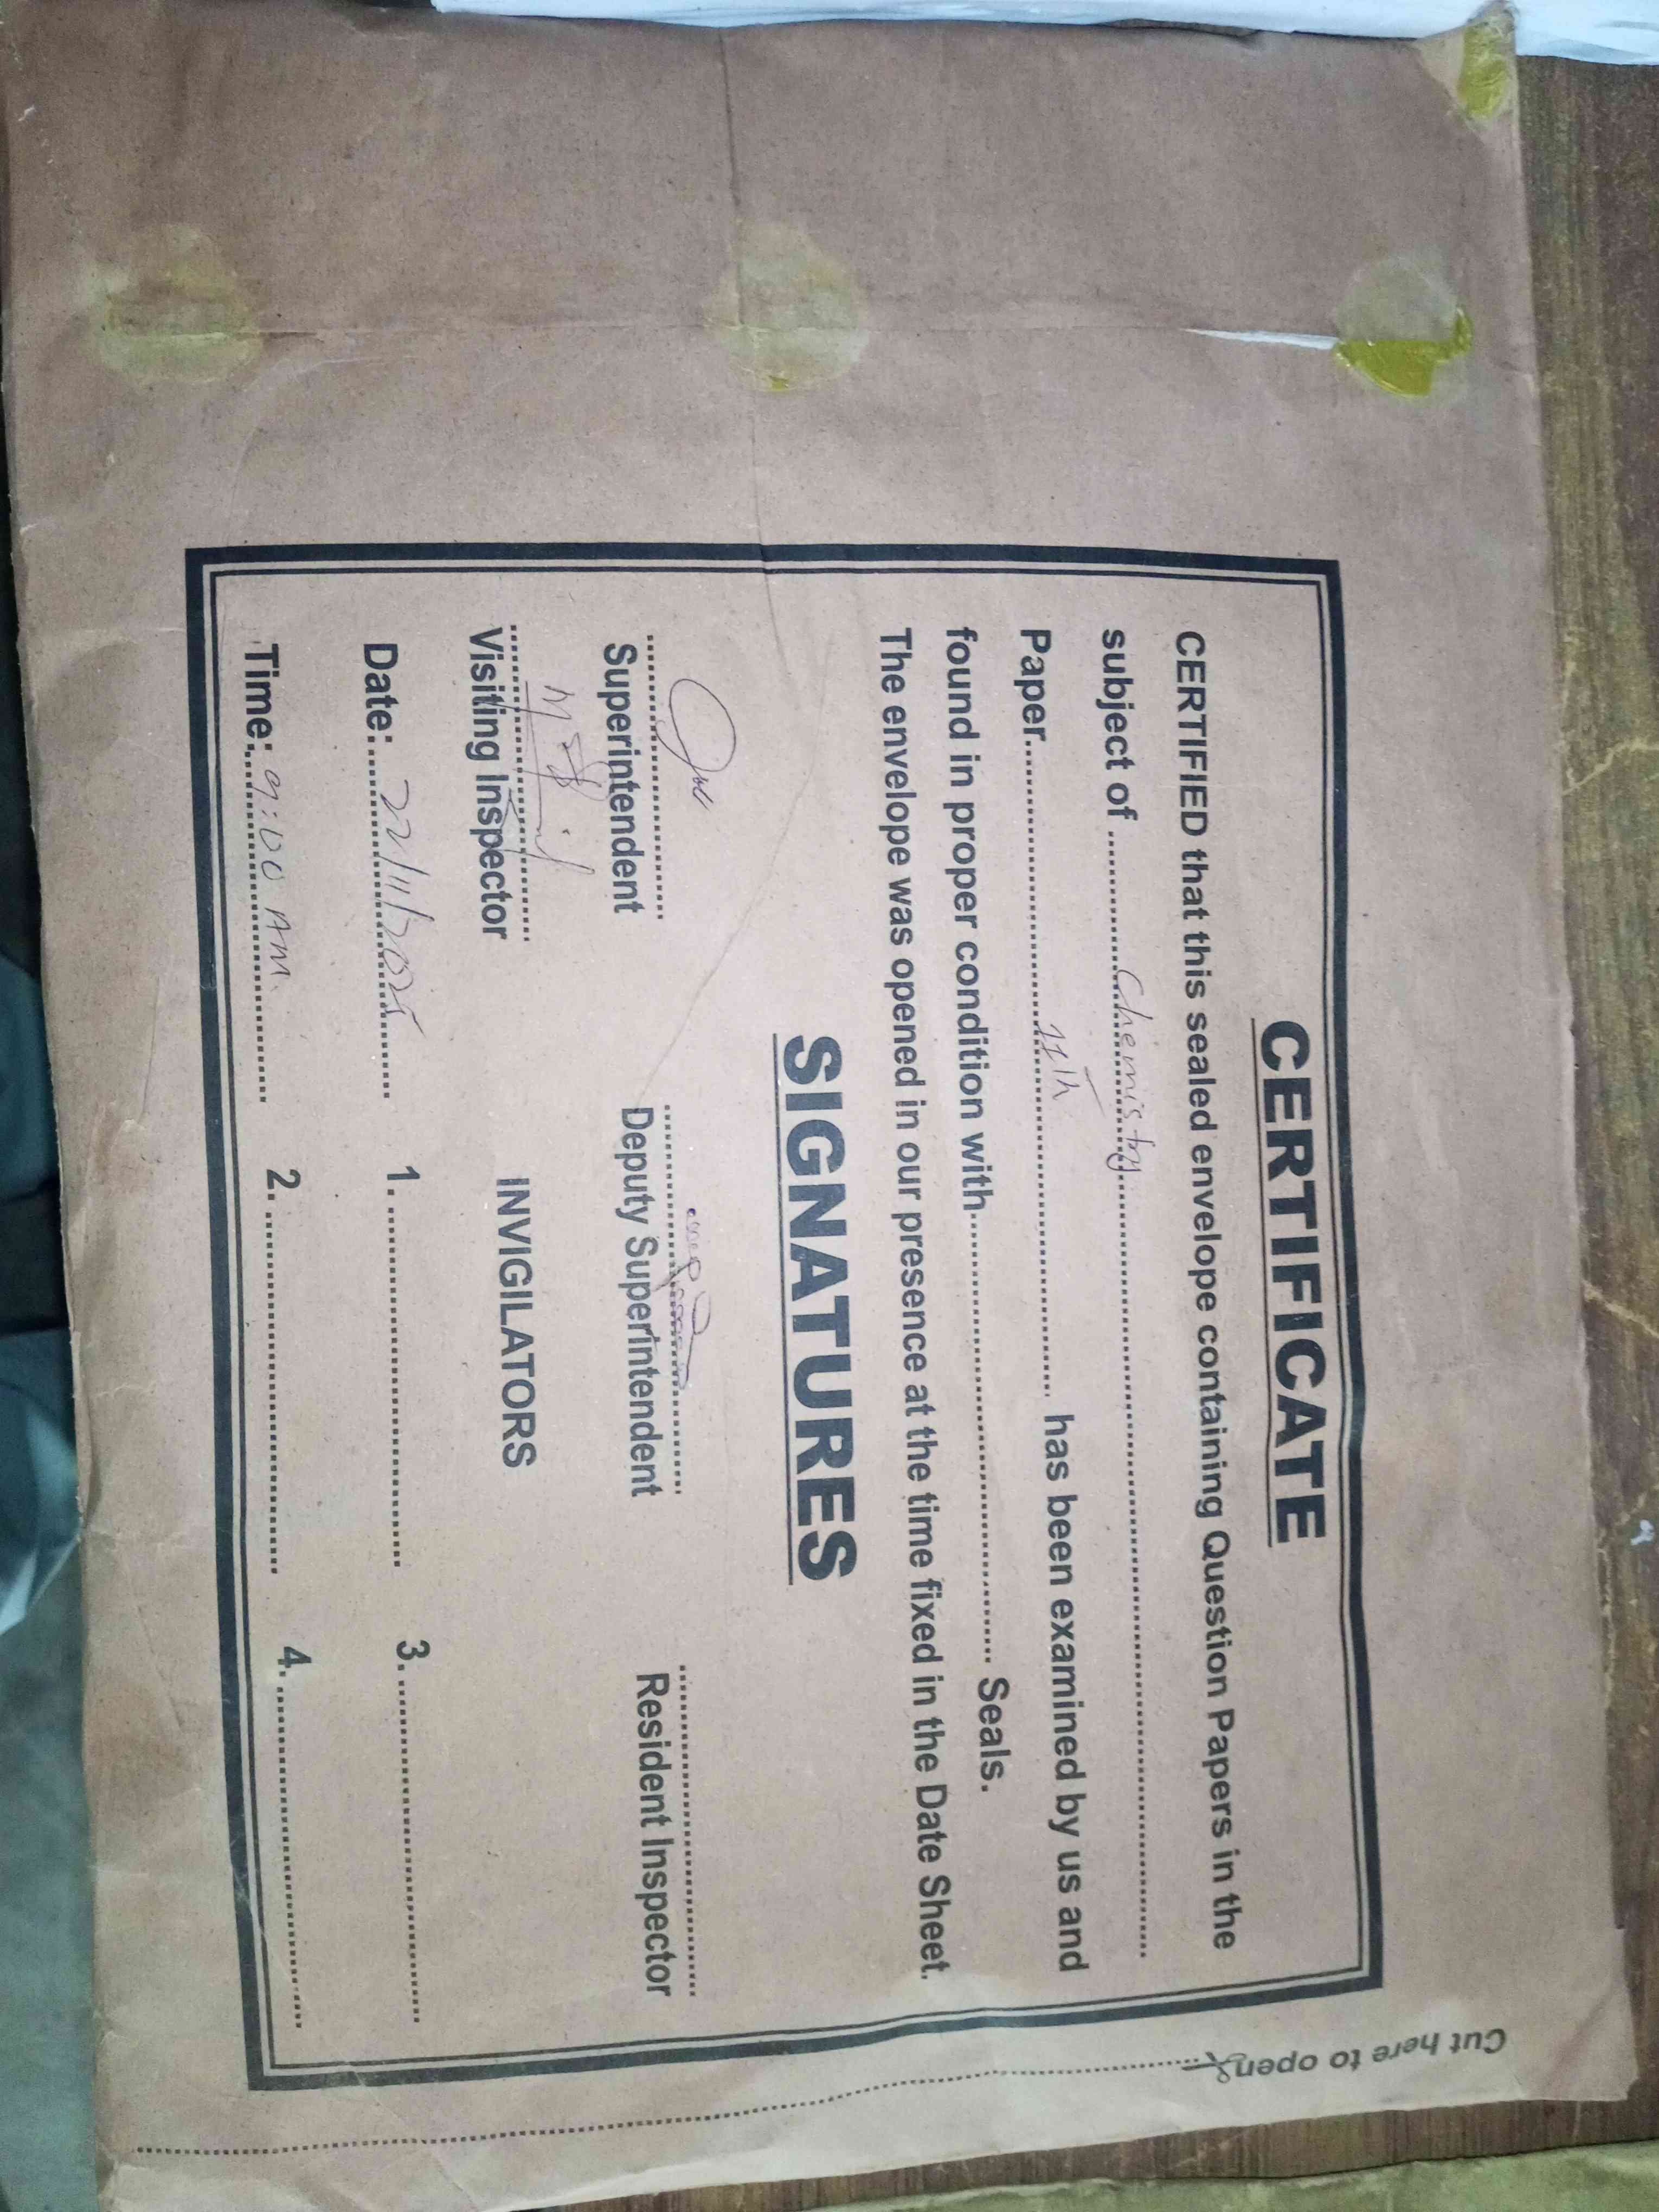 CERTIFICATE
CERTIFIED that this sealed envelope containing Question Papers in the
subject of ..........Chemistry..........
Paper..........11th.......... has been examined by us and
found in proper condition with.................... Seals.
The envelope was opened in our presence at the time fixed in the Date Sheet.
SIGNATURES
Superintendent Deputy Superintendent Resident Inspector
Visiting Inspector INVIGILATORS
Date: 22/11/2025 1. .................... 3. ....................
Time: 9:00 AM. 2. .................... 4. ....................
Cut here to open